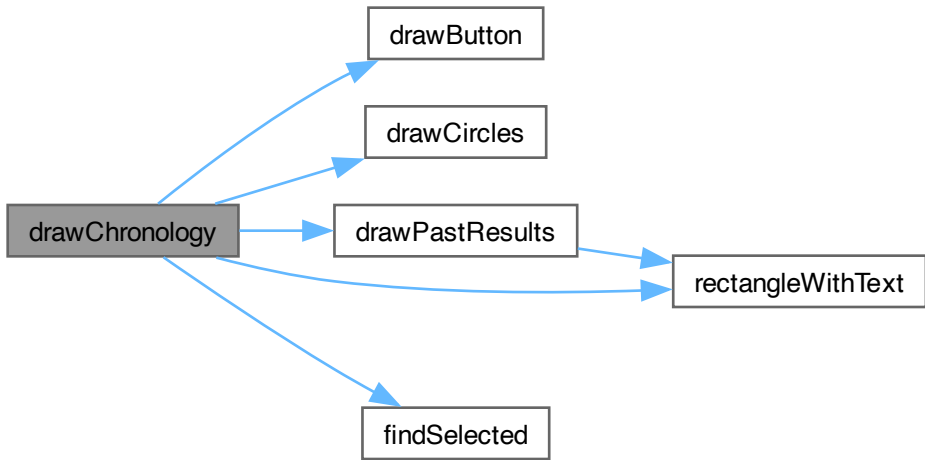 drawButton
drawCircles
drawChronology
drawPastResults
rectangleWithText
findSelected